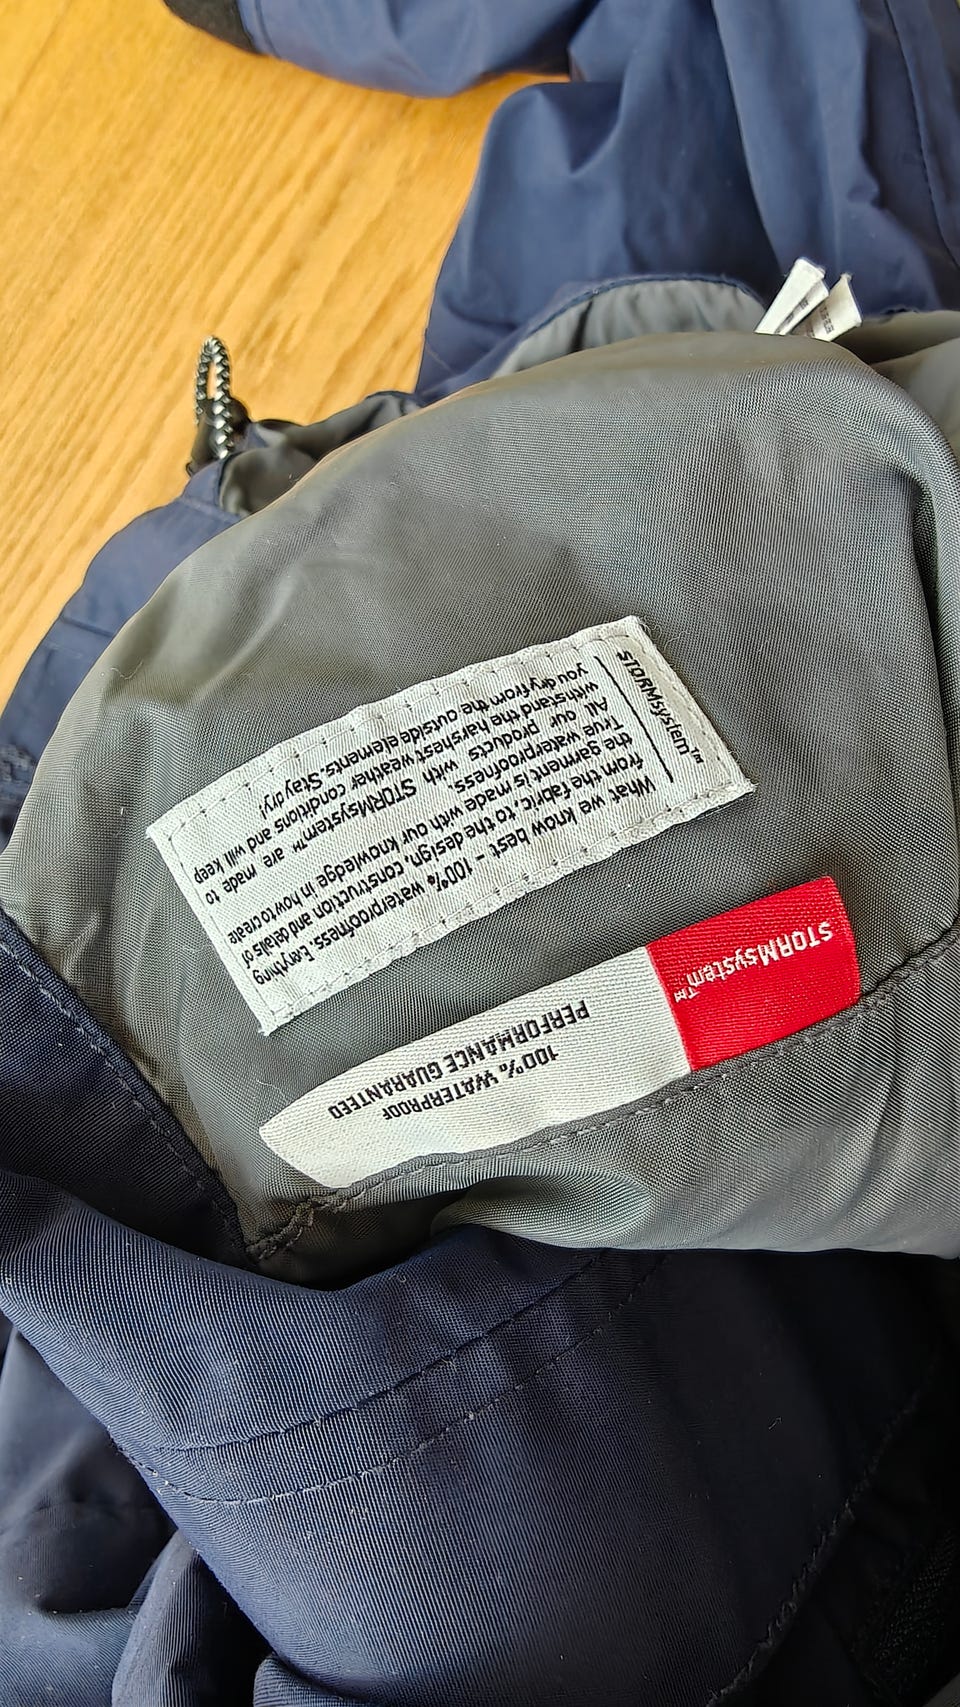 STORMsystem™
What we know best - 100% waterproofness. Everything
from the fabric, to the design, construction and details of
the garment is made with our knowledge in how to create
True waterproofness.
All our products with STORMsystem™ are made to
withstand the harshest weather conditions and will keep
you dry from the outside elements. Stay dry!
STORMsystem™
100% WATERPROOF
PERFORMANCE GUARANTEED